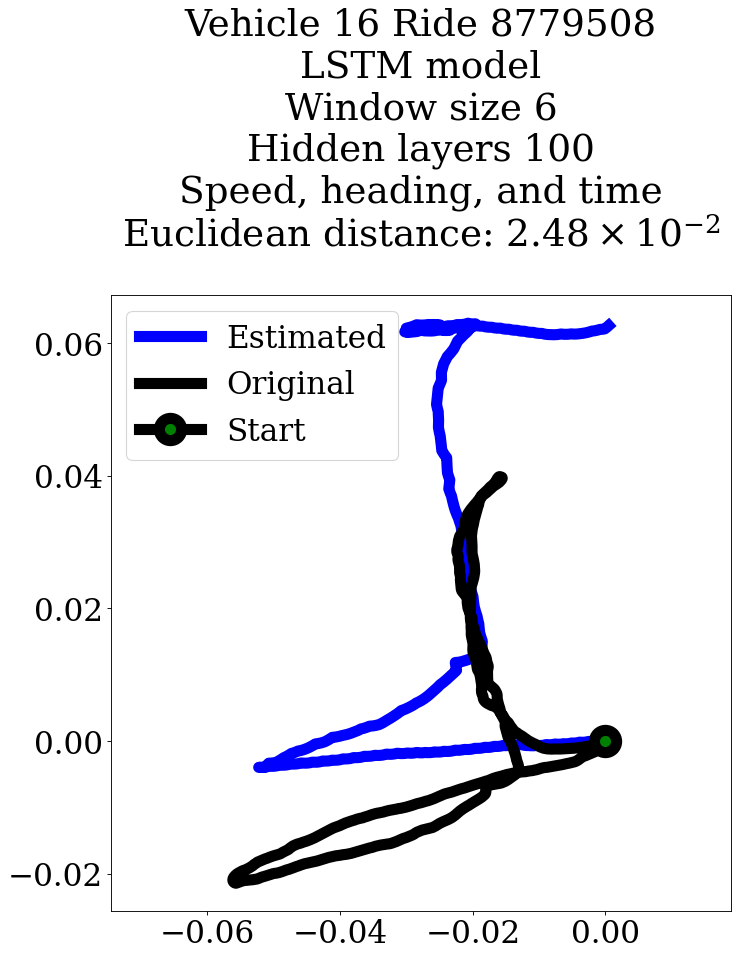 Vehicle 16 Ride 8779508
LSTM model
Window size 6
Hidden layers 100
Speed, heading, and time
Euclidean distance: 2.48 × 10⁻²
Estimated
Original
Start
0.06
0.04
0.02
0.00
−0.02
−0.06 −0.04 −0.02 0.00